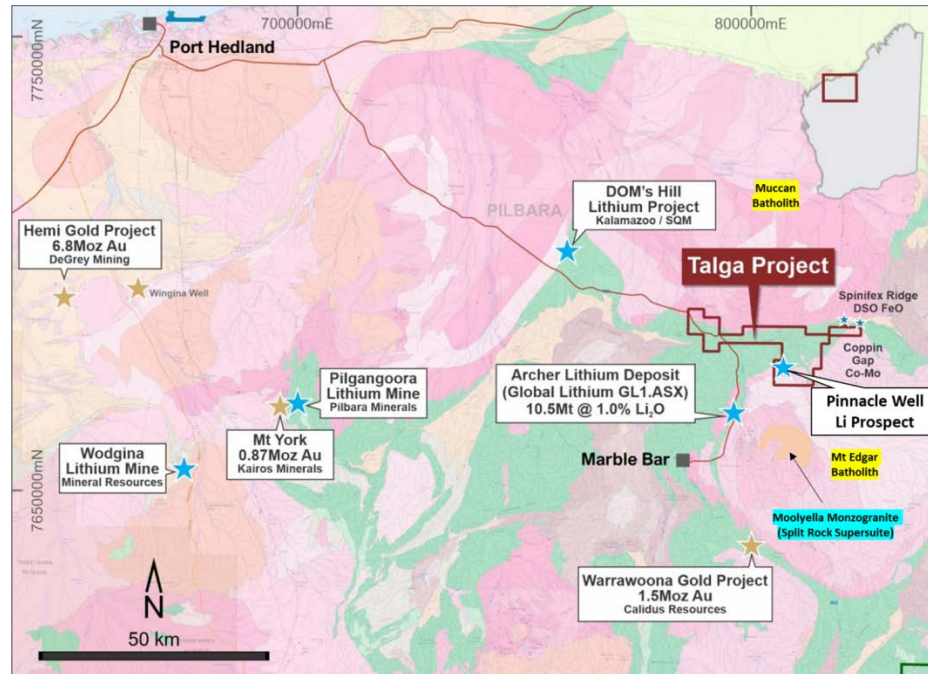 700000mE
800000mE
7750000mN
Port Hedland
DOM's Hill
Lithium Project
Kalamazoo / SQM
Muccan
Batholith
PILBARA
Hemi Gold Project
6.8Moz Au
DeGrey Mining
Wingina Well
Talga Project
Spinifex Ridge
DSO FeO
Coppin
Gap
Co-Mo
Pilgangoora
Lithium Mine
Pilbara Minerals
Archer Lithium Deposit
(Global Lithium GL1.ASX)
10.5Mt @ 1.0% Li₂O
Pinnacle Well
Li Prospect
Mt York
0.87Moz Au
Kairos Minerals
Wodgina
Lithium Mine
Mineral Resources
Marble Bar
Mt Edgar
Batholith
7650000mN
Moolyella Monzogranite
(Split Rock Supersuite)
Warrawoona Gold Project
1.5Moz Au
Calidus Resources
N
50 km